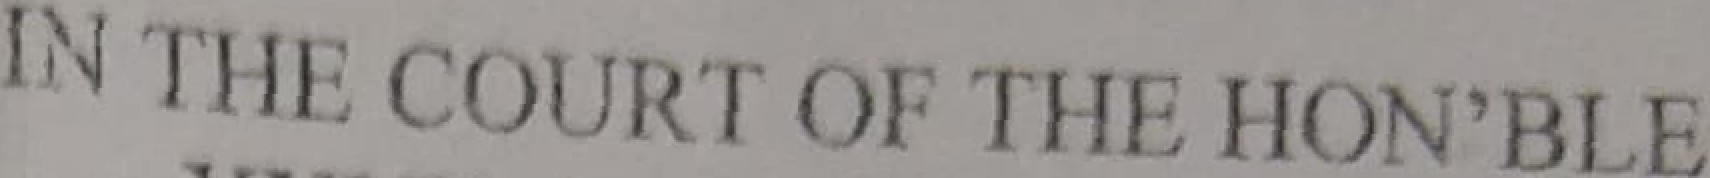 IN THE COURT OF THE HON'BLE